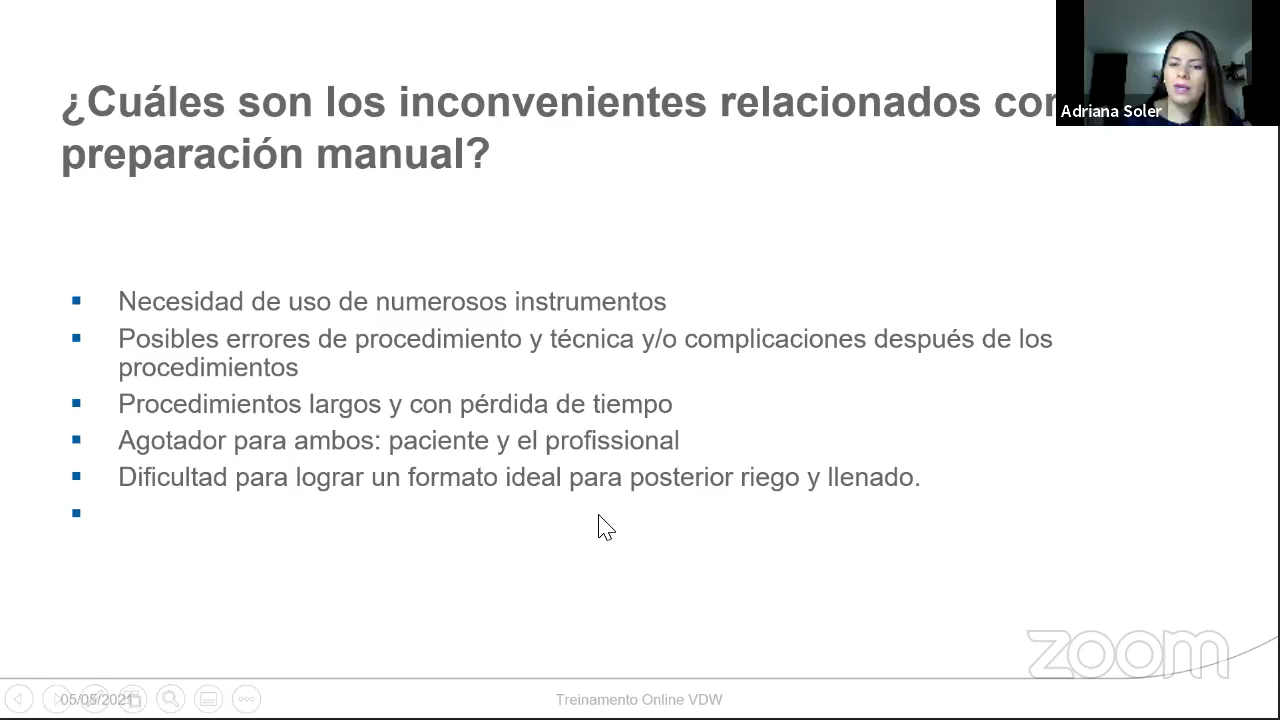 ¿Cuáles son los inconvenientes relacionados con
preparación manual?
Adriana Soler
Necesidad de uso de numerosos instrumentos
Posibles errores de procedimiento y técnica y/o complicaciones después de los
procedimientos
Procedimientos largos y con pérdida de tiempo
Agotador para ambos: paciente y el profissional
Dificultad para lograr un formato ideal para posterior riego y llenado.
zoom
05/05/2021
Treinamento Online VDW